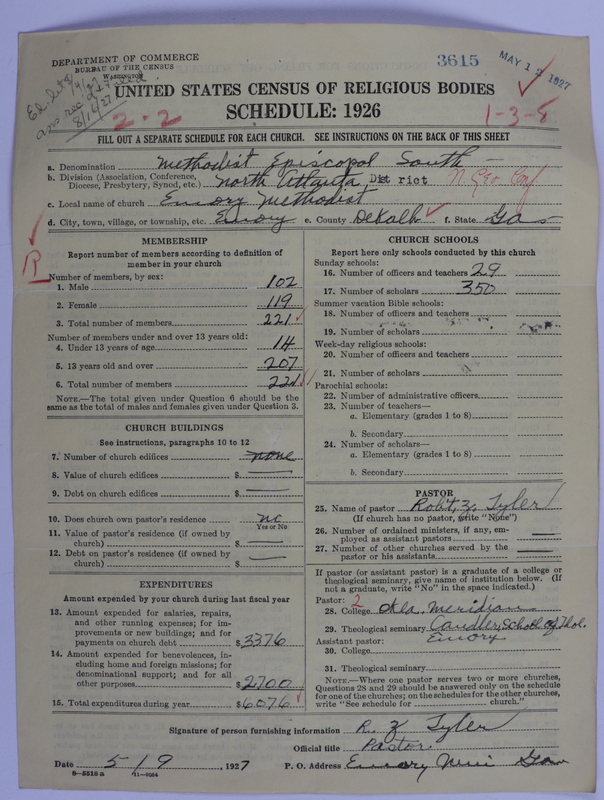 DEPARTMENT OF COMMERCE
BUREAU OF THE CENSUS
WASHINGTON
3615
MAY 1 1927
UNITED STATES CENSUS OF RELIGIOUS BODIES
SCHEDULE: 1926
2-2
1-3-8
FILL OUT A SEPARATE SCHEDULE FOR EACH CHURCH. SEE INSTRUCTIONS ON THE BACK OF THIS SHEET
a. Denomination Methodist Episcopal South
b. Division (Association, Conference, Diocese, Presbytery, Synod, etc.) North Atlanta District N. Geo Conf
c. Local name of church Emory Methodist
d. City, town, village, or township, etc. Emory e. County DeKalb f. State Ga
R
MEMBERSHIP
Report number of members according to definition of
member in your church
Number of members, by sex:
1. Male 102
2. Female 119
3. Total number of members 221
Number of members under and over 13 years old:
4. Under 13 years of age 14
5. 13 years old and over 207
6. Total number of members 221
NOTE.—The total given under Question 6 should be
same as the total of males and females given under Question 3.
CHURCH BUILDINGS
See instructions, paragraphs 10 to 12
7. Number of church edifices none
8. Value of church edifices $ —
9. Debt on church edifices $ —
10. Does church own pastor's residence no
Yes or No
11. Value of pastor's residence (if owned by
church) $ —
12. Debt on pastor's residence (if owned by
church) $ —
EXPENDITURES
Amount expended by your church during last fiscal year
13. Amount expended for salaries, repairs,
and other running expenses; for im-
provements or new buildings; and for
payments on church debt $3376
14. Amount expended for benevolences, in-
cluding home and foreign missions; for
denominational support; and for all
other purposes $2700
15. Total expenditures during year $6076
CHURCH SCHOOLS
Report here only schools conducted by this church
Sunday schools:
16. Number of officers and teachers 29
17. Number of scholars 350
Summer vacation Bible schools:
18. Number of officers and teachers
19. Number of scholars
Week-day religious schools:
20. Number of officers and teachers
21. Number of scholars
Parochial schools:
22. Number of administrative officers
23. Number of teachers—
a. Elementary (grades 1 to 8)
b. Secondary
24. Number of scholars—
a. Elementary (grades 1 to 8)
b. Secondary
PASTOR
25. Name of pastor Robt. Z. Tyler
(If church has no pastor, write "None")
26. Number of ordained ministers, if any, em-
ployed as assistant pastors —
27. Number of other churches served by the
pastor or his assistants —
If pastor (or assistant pastor) is a graduate of a college or
theological seminary, give name of institution below. (If
not a graduate, write "No" in the space indicated.)
Pastor: 2
28. College Meridian
29. Theological seminary Candler School of Thol.
Assistant pastor: Emory
30. College
31. Theological seminary
NOTE.—Where one pastor serves two or more churches,
Questions 28 and 29 should be answered only on the schedule
for one of the churches; on the schedules for the other churches,
write "See schedule for church."
Signature of person furnishing information R. Z Tyler
Official title Pastor.
Date 5/9, 1927 P. O. Address Emory Ga
8-5518 a 11-9064